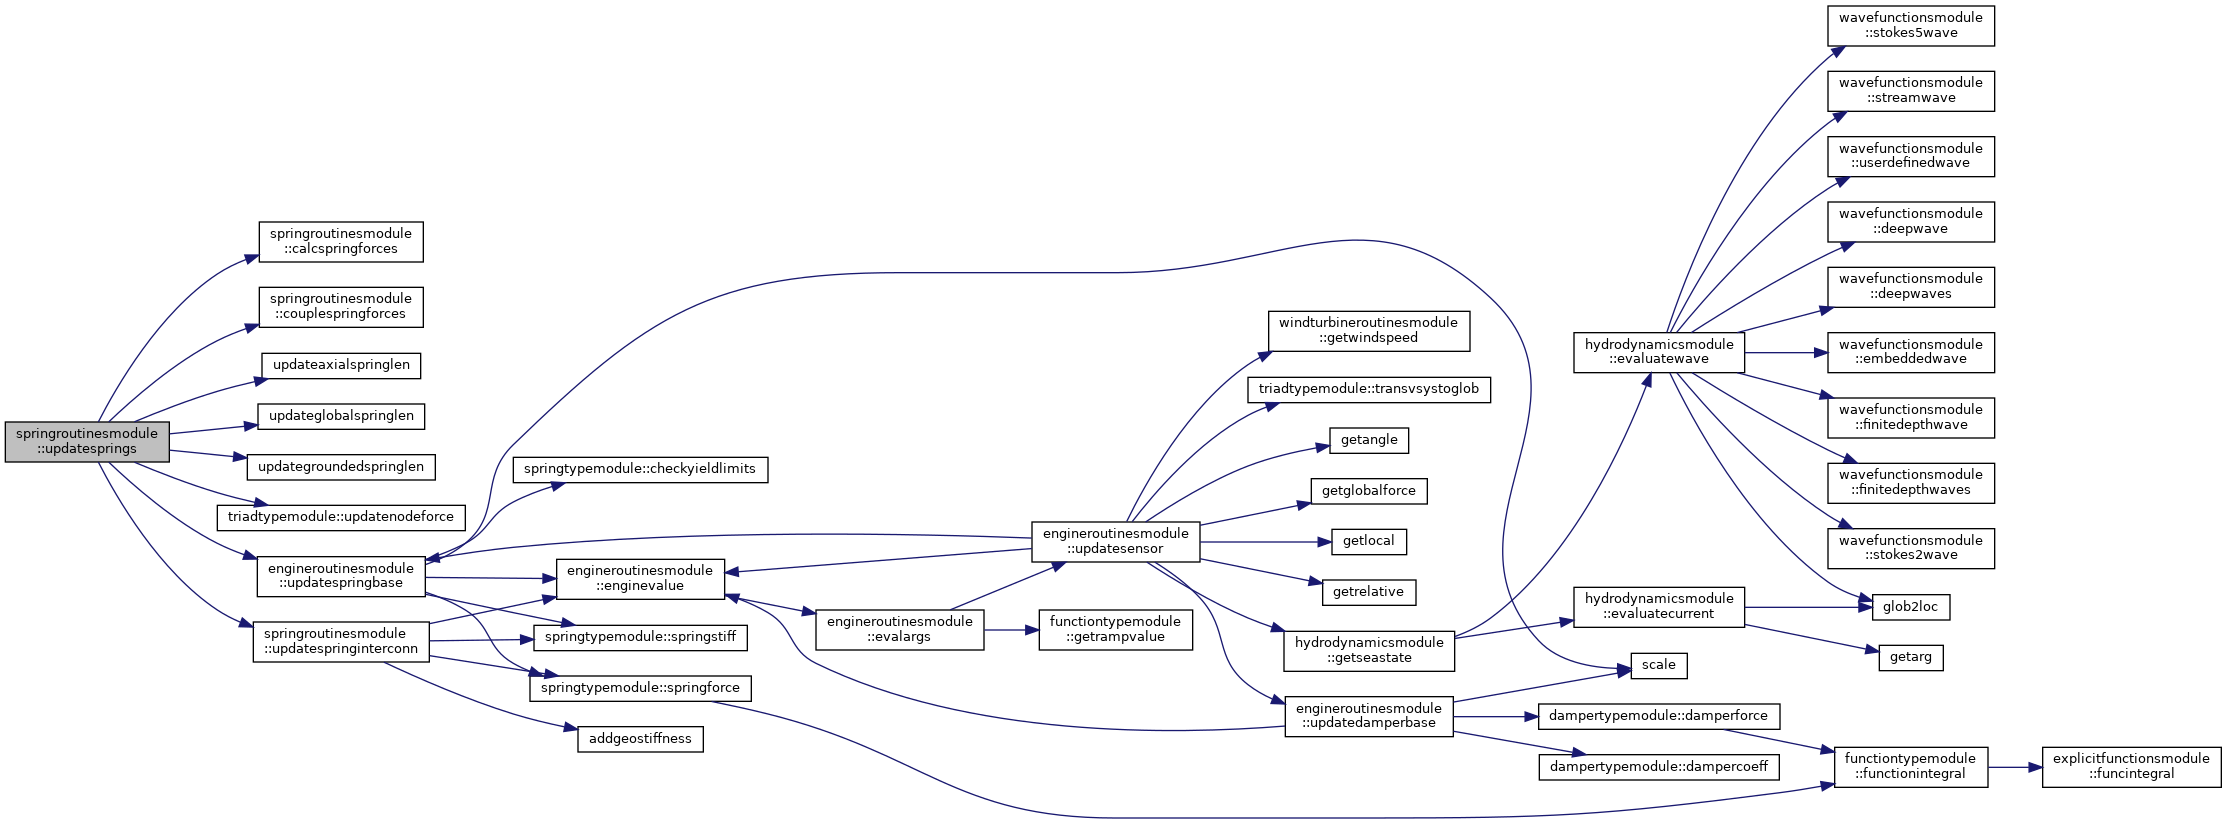 springroutinesmodule
::updatesprings
springroutinesmodule
::calcspringforces
springroutinesmodule
::couplespringforces
updateaxialspringlen
updateglobalspringlen
updategroundedspringlen
triadtypemodule::updatenodeforce
engineroutinesmodule
::updatespringbase
springroutinesmodule
::updatespringinterconn
springtypemodule::checkyieldlimits
engineroutinesmodule
::enginevalue
springtypemodule::springstiff
springtypemodule::springforce
addgeostiffness
engineroutinesmodule
::evalargs
engineroutinesmodule
::updatesensor
functiontypemodule
::getrampvalue
windturbineroutinesmodule
::getwindspeed
triadtypemodule::transvsystoglob
getangle
getglobalforce
getlocal
getrelative
hydrodynamicsmodule
::getseastate
engineroutinesmodule
::updatedamperbase
hydrodynamicsmodule
::evaluatewave
hydrodynamicsmodule
::evaluatecurrent
scale
dampertypemodule::damperforce
dampertypemodule::dampercoeff
wavefunctionsmodule
::stokes5wave
wavefunctionsmodule
::streamwave
wavefunctionsmodule
::userdefinedwave
wavefunctionsmodule
::deepwave
wavefunctionsmodule
::deepwaves
wavefunctionsmodule
::embeddedwave
wavefunctionsmodule
::finitedepthwave
wavefunctionsmodule
::finitedepthwaves
wavefunctionsmodule
::stokes2wave
glob2loc
getarg
functiontypemodule
::functionintegral
explicitfunctionsmodule
::funcintegral